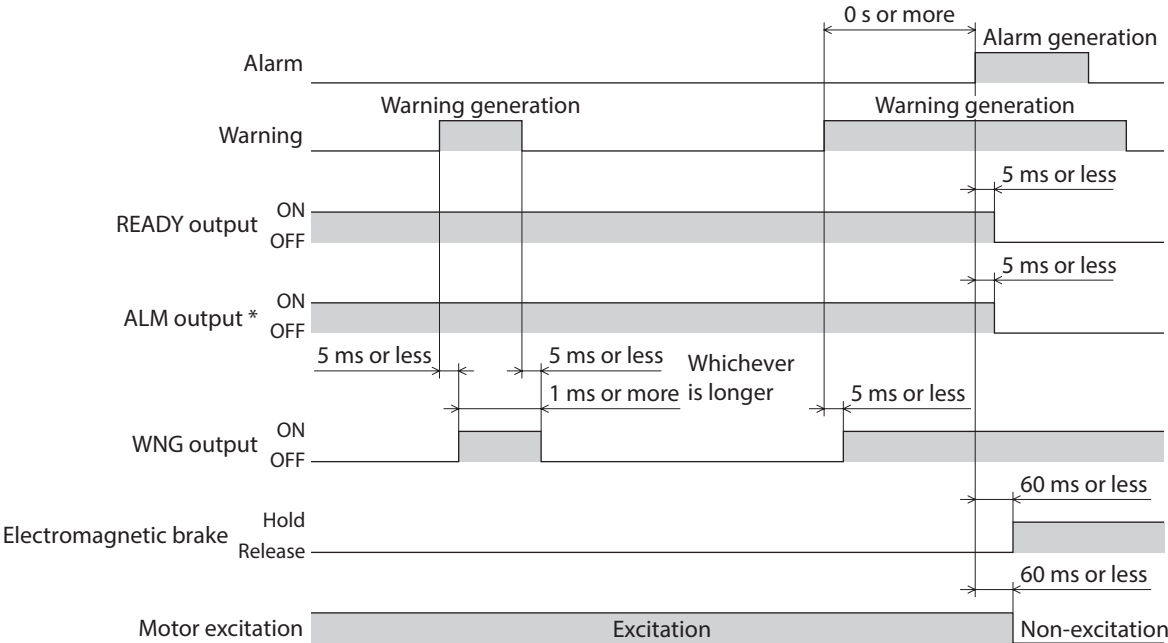 0 s or more
Alarm generation
Alarm
Warning generation
Warning generation
Warning
5 ms or less
ON
READY output
OFF
5 ms or less
ON
ALM output *
OFF
5 ms or less
5 ms or less
Whichever
is longer
1 ms or more
5 ms or less
ON
WNG output
OFF
60 ms or less
Hold
Electromagnetic brake
Release
60 ms or less
Motor excitation
Excitation
Non-excitation